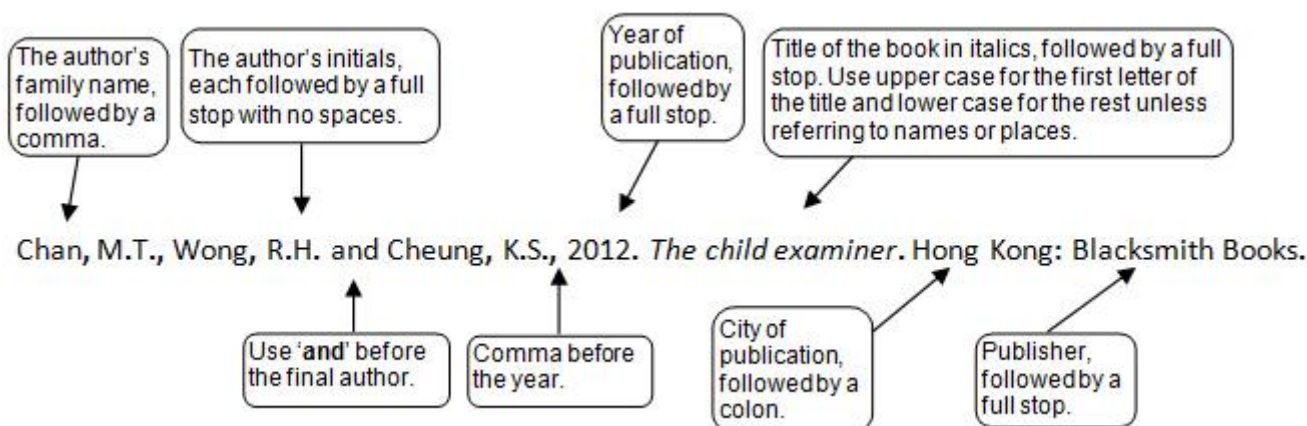 The author's
family name,
followed by a
comma.
The author's initials,
each followed by a full
stop with no spaces.
Year of
publication,
followed by
a full stop.
Title of the book in italics, followed by a full
stop. Use upper case for the first letter of
the title and lower case for the rest unless
referring to names or places.
Chan, M.T., Wong, R.H. and Cheung, K.S., 2012. The child examiner. Hong Kong: Blacksmith Books.
Use 'and' before
the final author.
Comma before
the year.
City of
publication,
followed by a
colon.
Publisher,
followed by a
full stop.